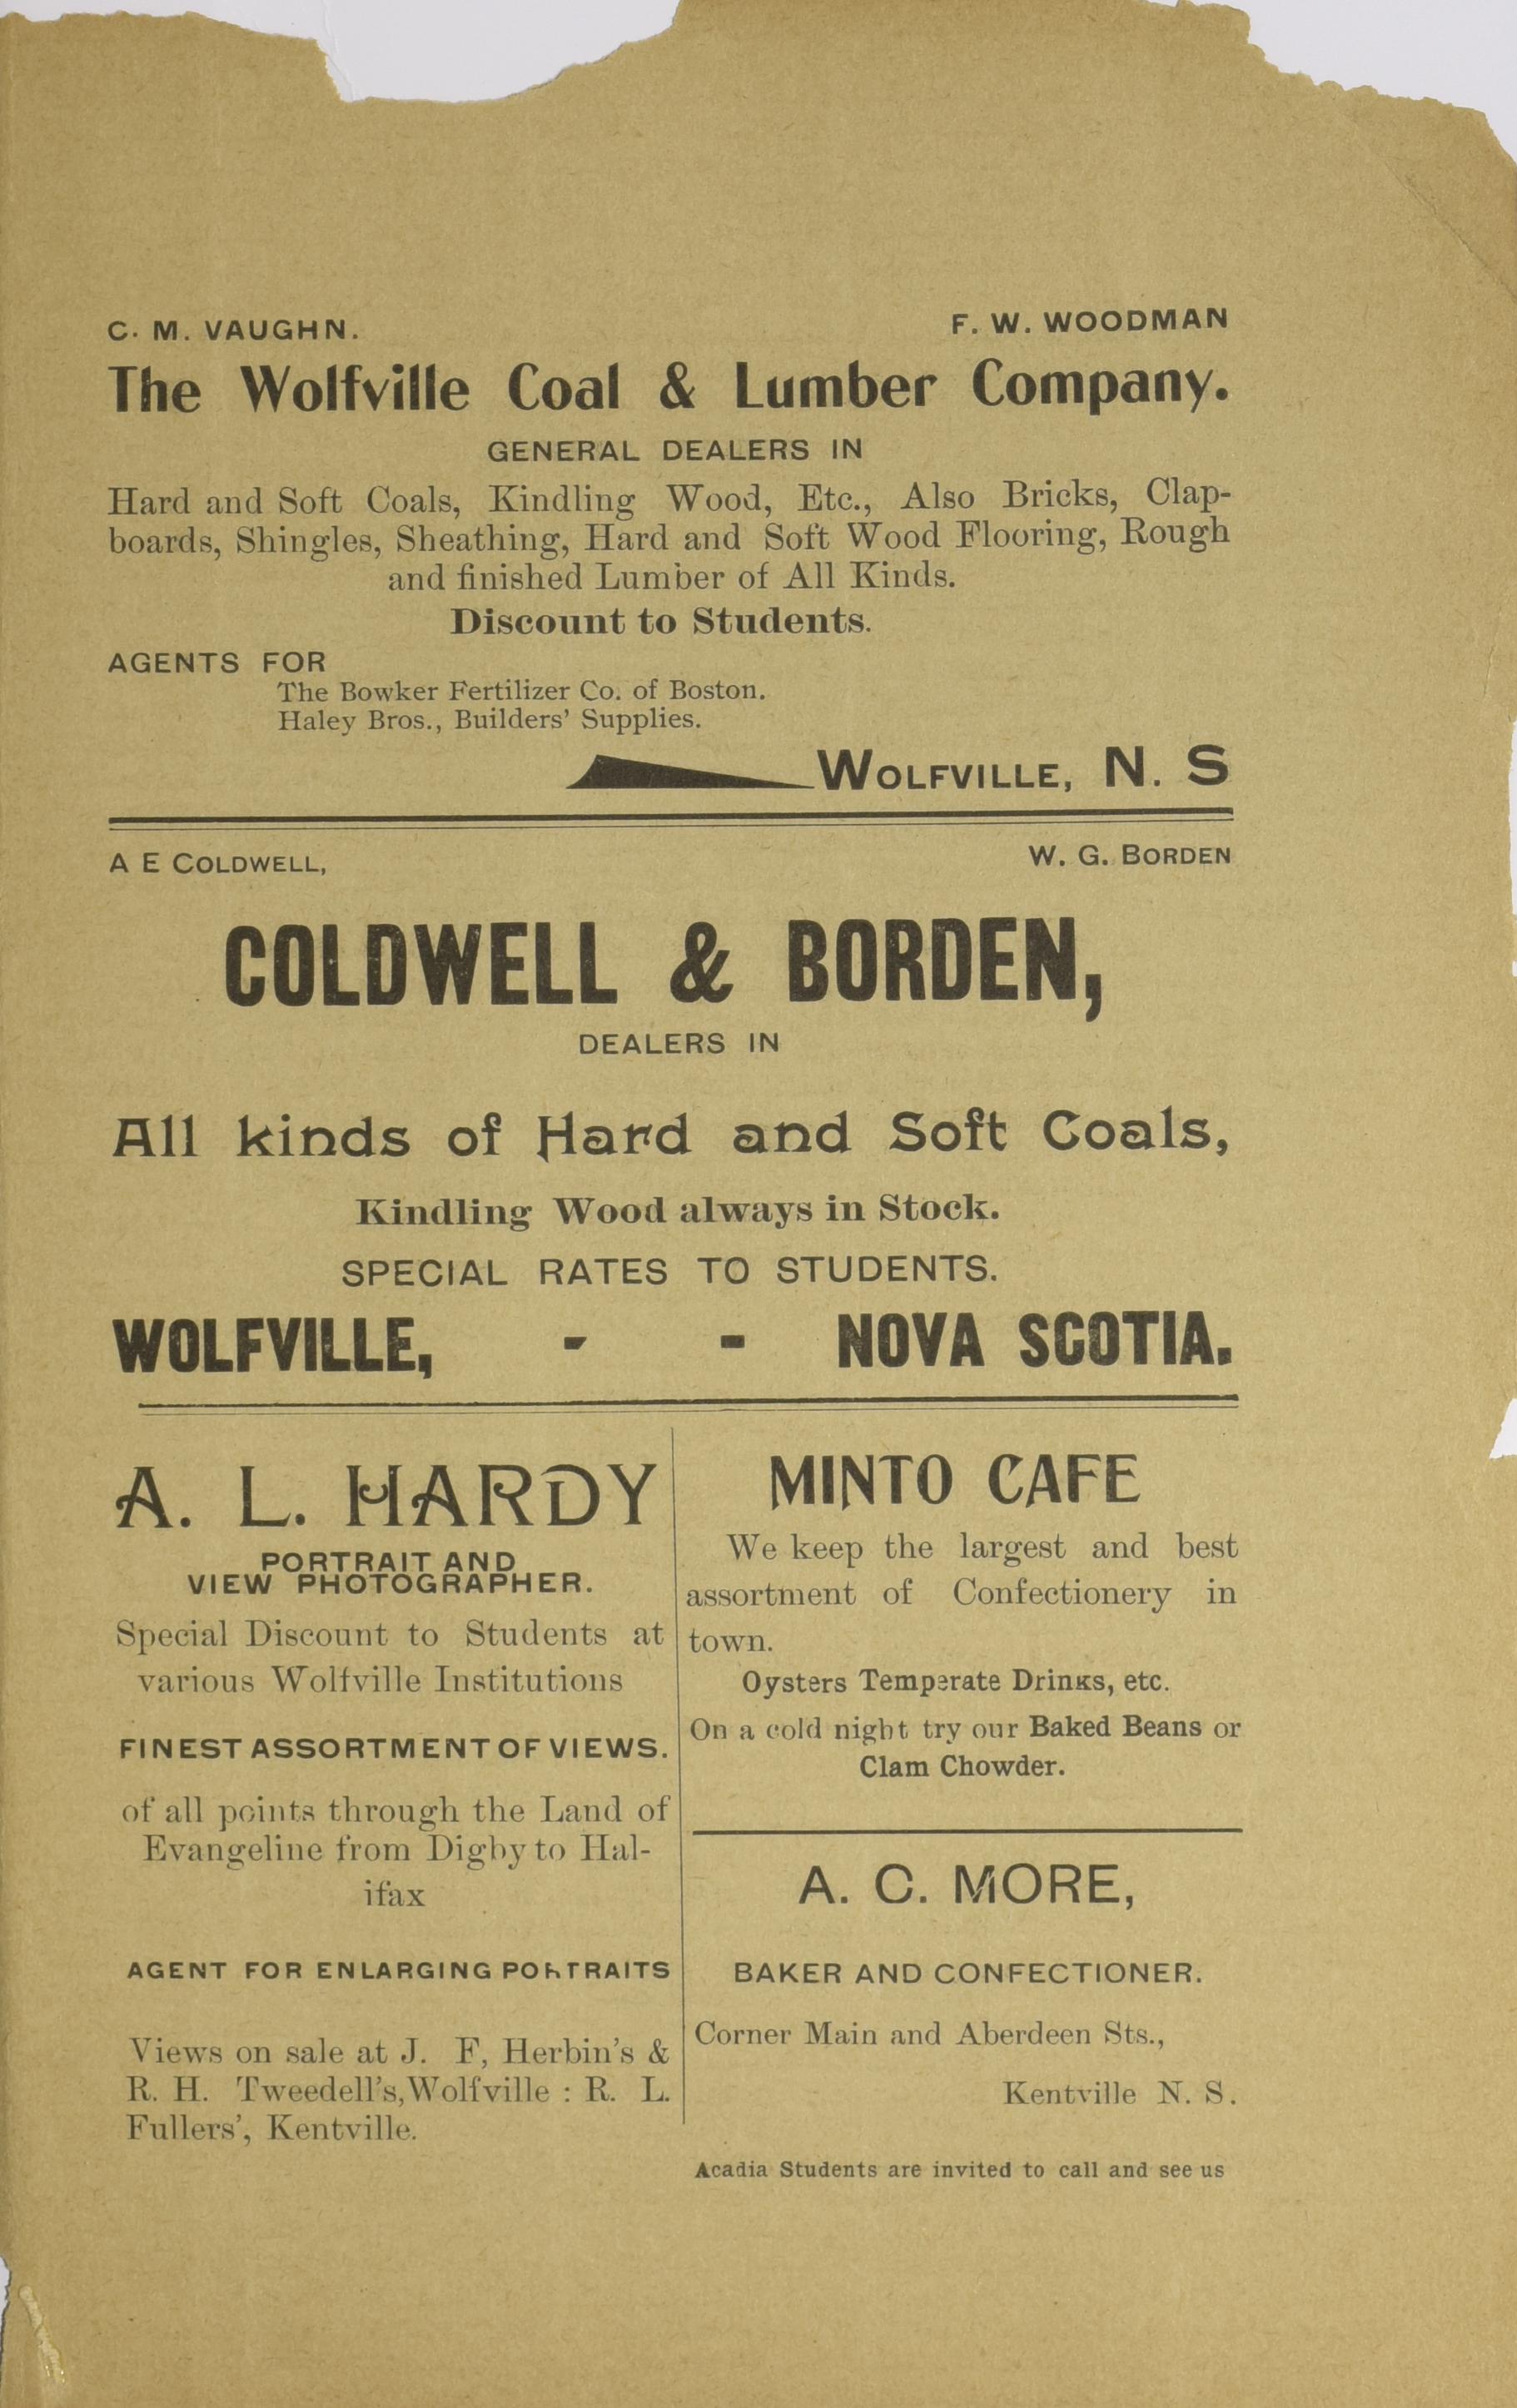 C. M. VAUGHN.
F. W. WOODMAN
The Wolfville Coal & Lumber Company.
GENERAL DEALERS IN
Hard and Soft Coals, Kindling Wood, Etc., Also Bricks, Clap-
boards, Shingles, Sheathing, Hard and Soft Wood Flooring, Rough
and finished Lumber of All Kinds.
Discount to Students.
AGENTS FOR
The Bowker Fertilizer Co. of Boston.
Haley Bros., Builders' Supplies.
WOLFVILLE, N. S
A E COLDWELL,
W. G. BORDEN
COLDWELL & BORDEN,
DEALERS IN
All kinds of Hard and Soft Coals,
Kindling Wood always in Stock.
SPECIAL RATES TO STUDENTS.
WOLFVILLE, - - NOVA SCOTIA.
A. L. HARDY
PORTRAIT AND
VIEW PHOTOGRAPHER.
Special Discount to Students at
various Wolfville Institutions
FINEST ASSORTMENT OF VIEWS.
of all points through the Land of
Evangeline from Digby to Hal-
ifax
AGENT FOR ENLARGING PORTRAITS
Views on sale at J. F, Herbin's &
R. H. Tweedell's, Wolfville : R. L.
Fullers', Kentville.
MINTO CAFE
We keep the largest and best
assortment of Confectionery in
town.
Oysters Temperate Drinks, etc.
On a cold night try our Baked Beans or
Clam Chowder.
A. C. MORE,
BAKER AND CONFECTIONER.
Corner Main and Aberdeen Sts.,
Kentville N. S.
Acadia Students are invited to call and see us